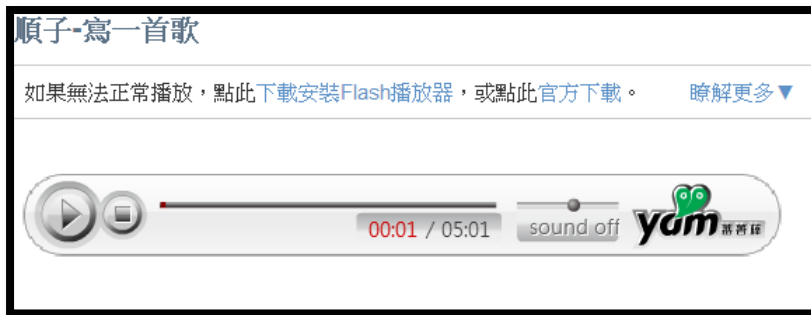 順子-寫一首歌
如果無法正常播放，點此下載安裝Flash播放器，或點此官方下載。 瞭解更多▼
00:01 / 05:01 sound off yam 蕃薯藤